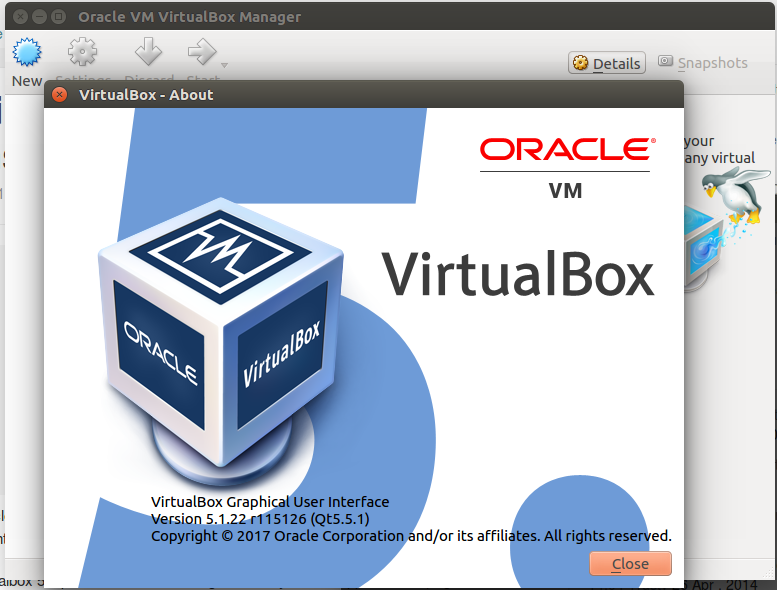 Oracle VM VirtualBox Manager
New Settings Discard Start
Details Snapshots
VirtualBox - About
your
any virtual
ORACLE®
VM
VirtualBox
ORACLE
VirtualBox
5.
VirtualBox Graphical User Interface
Version 5.1.22 r115126 (Qt5.5.1)
Copyright © 2017 Oracle Corporation and/or its affiliates. All rights reserved.
Close
2014